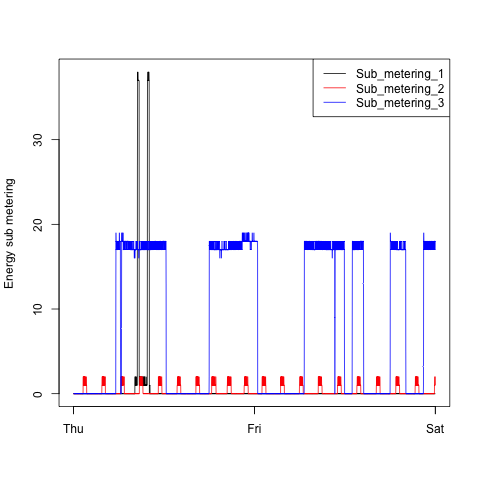 Sub_metering_1
Sub_metering_2
Sub_metering_3
Energy sub metering
30
20
10
0
Thu Fri Sat